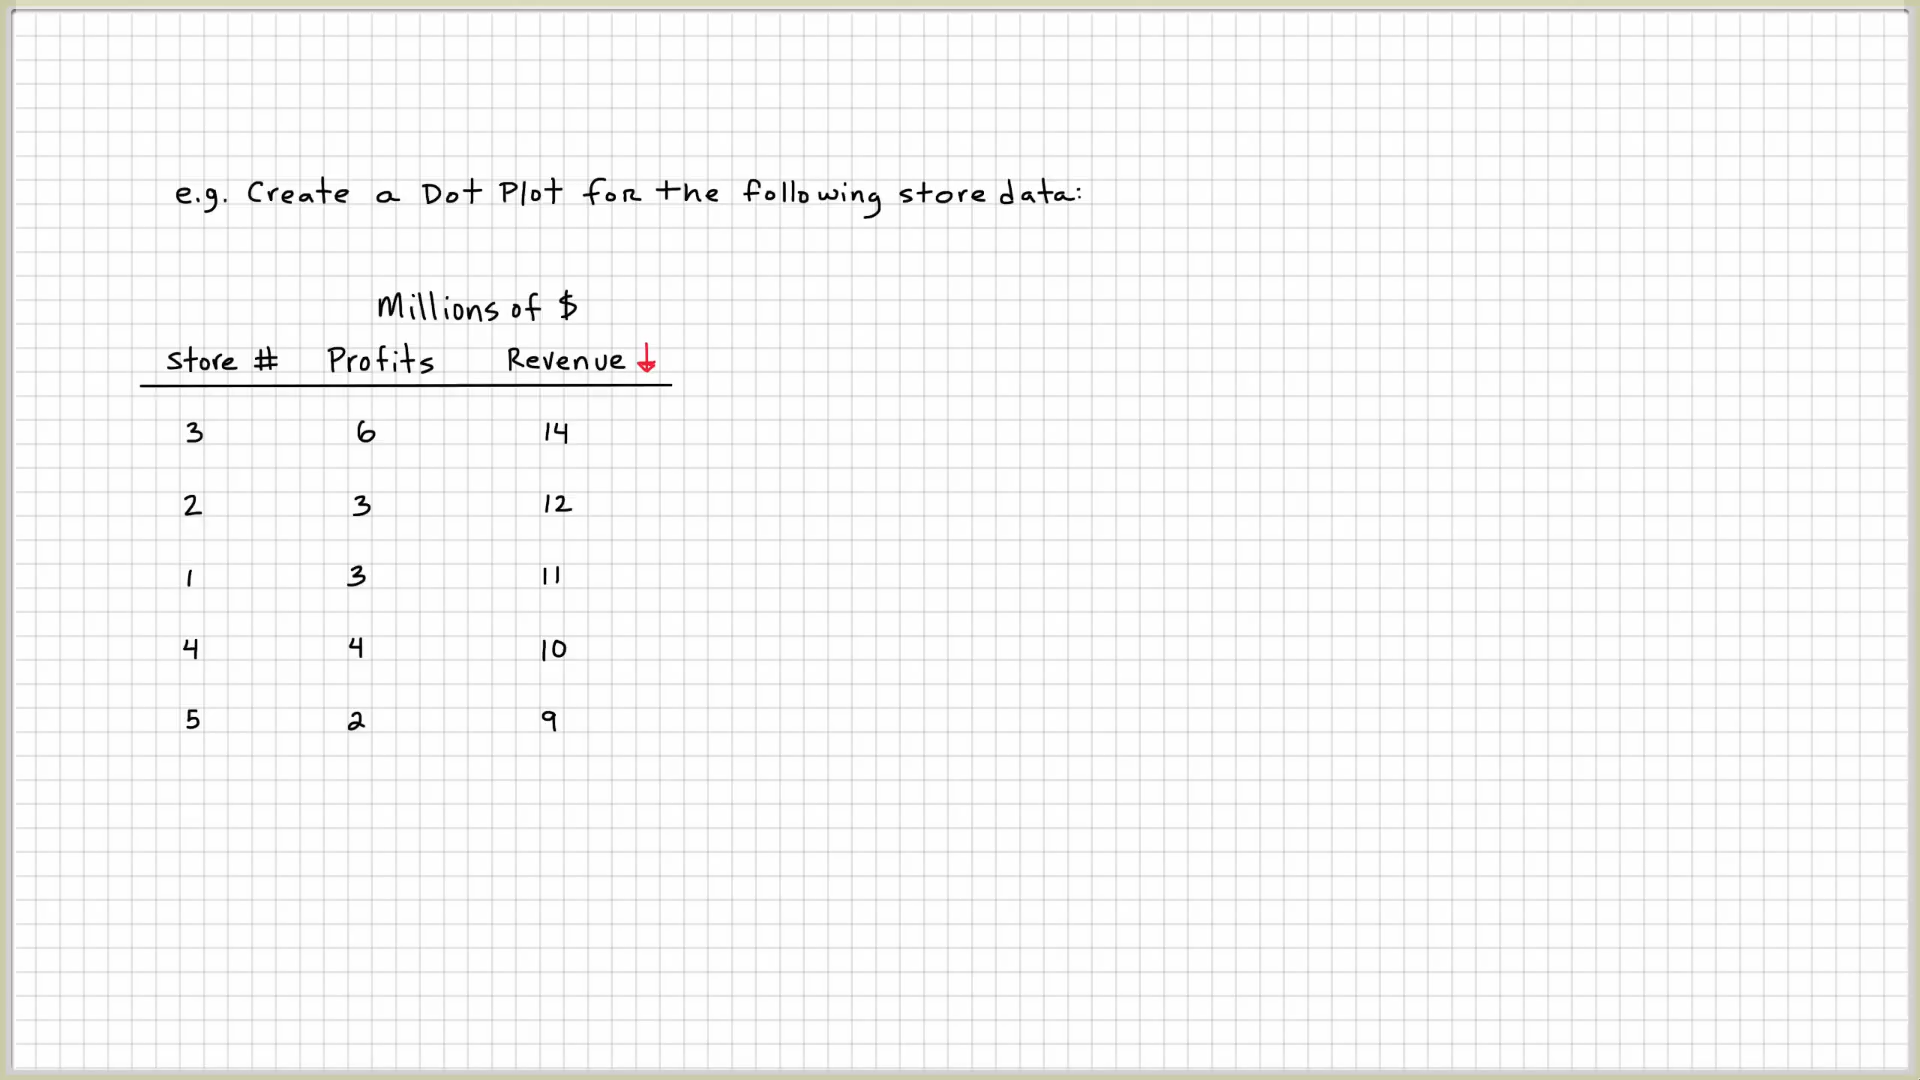 e.g. Create a Dot Plot for the following store data:
Millions of $
Store # Profits Revenue ↓
3 6 14
2 3 12
1 3 11
4 4 10
5 2 9